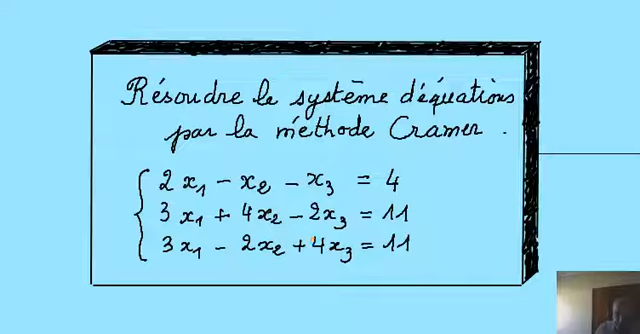 Résoudre le système d'équations
par la méthode Cramer.
2x₁ - x₂ - x₃ = 4
3x₁ + 4x₂ - 2x₃ = 11
3x₁ - 2x₂ + 4x₃ = 11